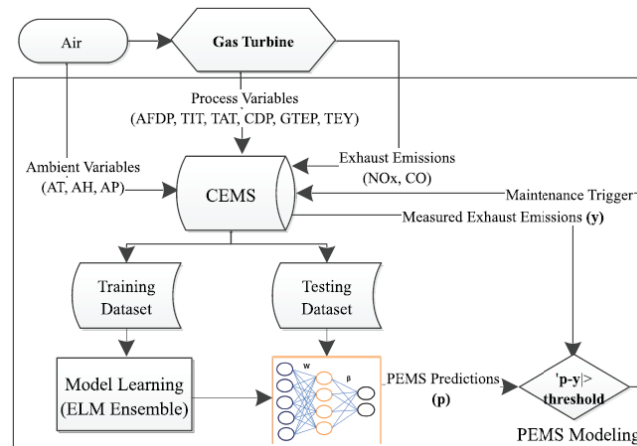 Air
Gas Turbine
Process Variables
(AFDP, TIT, TAT, CDP, GTEP, TEY)
Ambient Variables
(AT, AH, AP)
CEMS
Exhaust Emissions
(NOx, CO)
Maintenance Trigger
Measured Exhaust Emissions (y)
Training
Dataset
Testing
Dataset
Model Learning
(ELM Ensemble)
W
β
PEMS Predictions
(p)
'p-y|>
threshold
PEMS Modeling